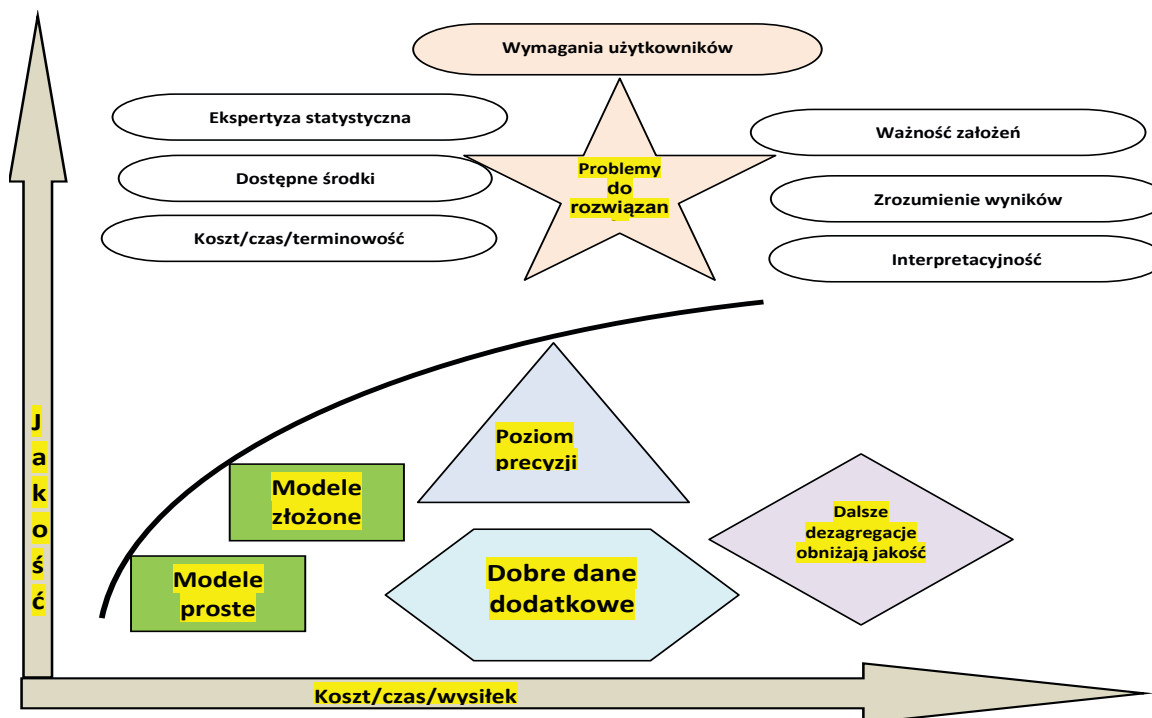 Wymagania użytkowników
Ekspertyza statystyczna
Dostępne środki
Koszt/czas/terminowość
Problemy
do
rozwiązan
Ważność założeń
Zrozumienie wyników
Interpretacyjność
Jakość
Poziom
precyzji
Modele
złożone
Modele
proste
Dobre dane
dodatkowe
Dalsze
dezagregacje
obniżają jakość
Koszt/czas/wysiłek